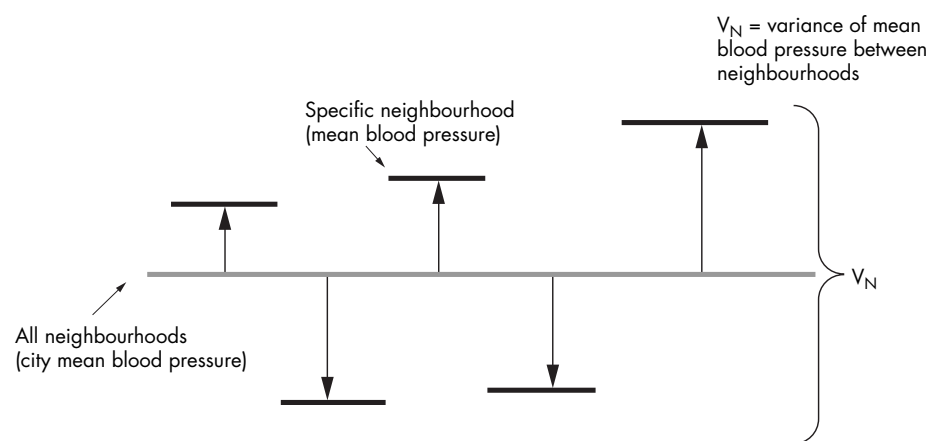 V_N = variance of mean
blood pressure between
neighbourhoods
Specific neighbourhood
(mean blood pressure)
V_N
All neighbourhoods
(city mean blood pressure)